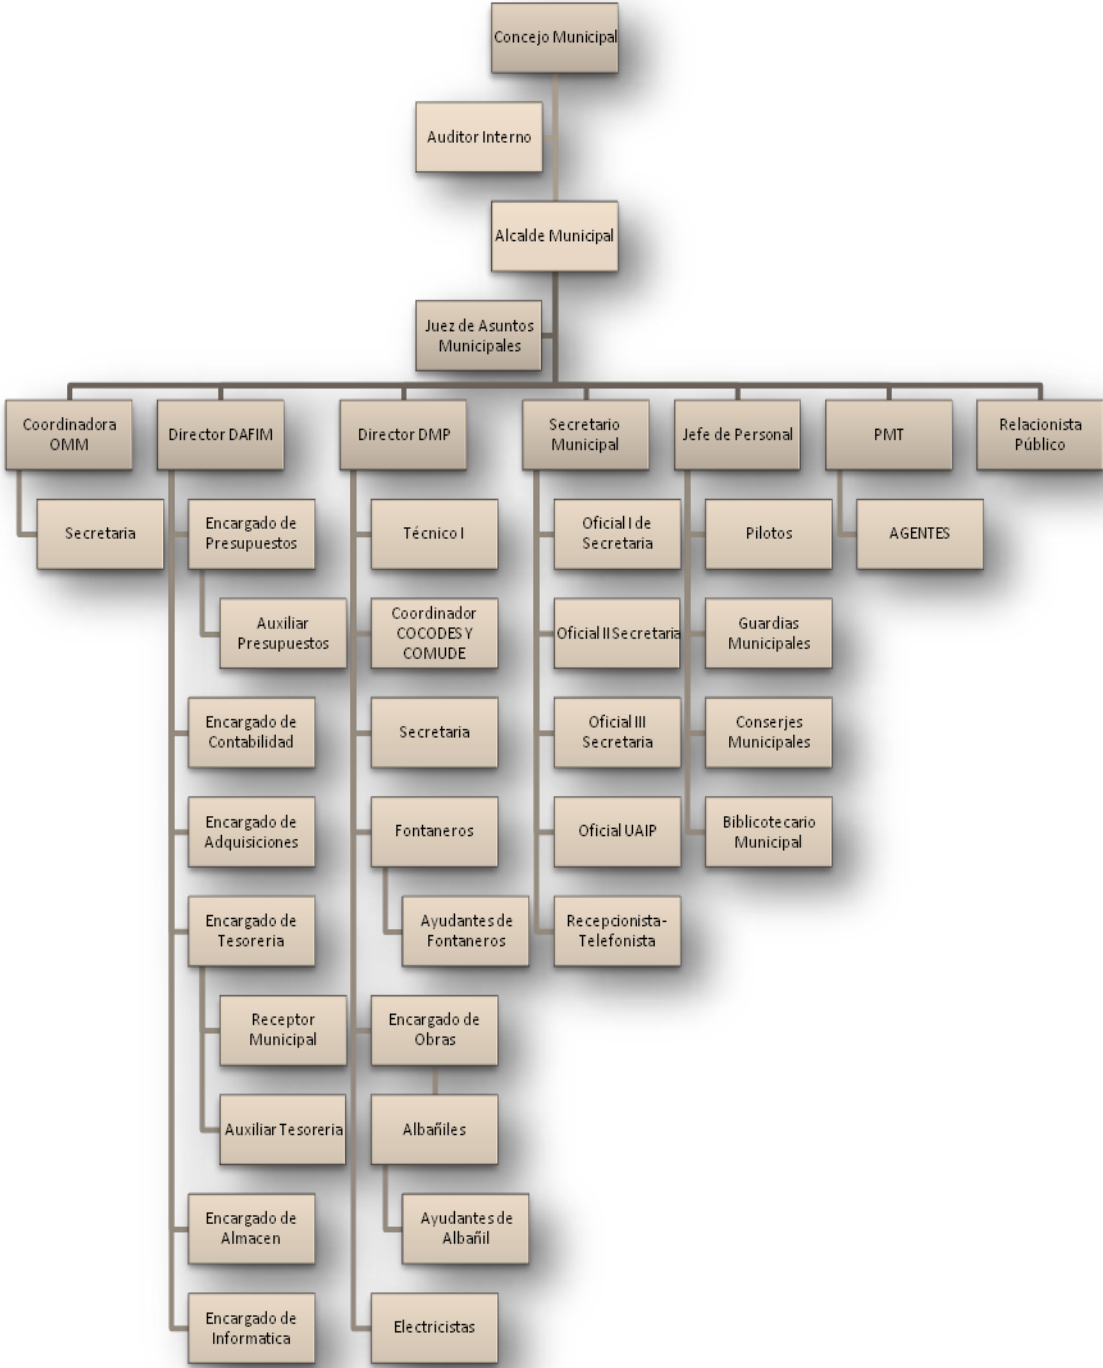 Concejo Municipal
Auditor Interno
Alcalde Municipal
Juez de Asuntos
Municipales
Coordinadora
OMM
Director DAFIM
Director DMP
Secretario
Municipal
Jefe de Personal
PMT
Relacionista
Público
Secretaria
Encargado de
Presupuestos
Auxiliar
Presupuestos
Encargado de
Contabilidad
Encargado de
Adquisiciones
Encargado de
Tesoreria
Receptor
Municipal
Auxiliar Tesoreria
Encargado de
Almacen
Encargado de
Informatica
Técnico I
Coordinador
COCODES Y
COMUDE
Secretaria
Fontaneros
Ayudantes de
Fontaneros
Encargado de
Obras
Albañiles
Ayudantes de
Albañil
Electricistas
Oficial I de
Secretaria
Oficial II Secretaria
Oficial III
Secretaria
Oficial UAIP
Recepcionista-
Telefonista
Pilotos
Guardias
Municipales
Conserjes
Municipales
Biblicotecario
Municipal
AGENTES